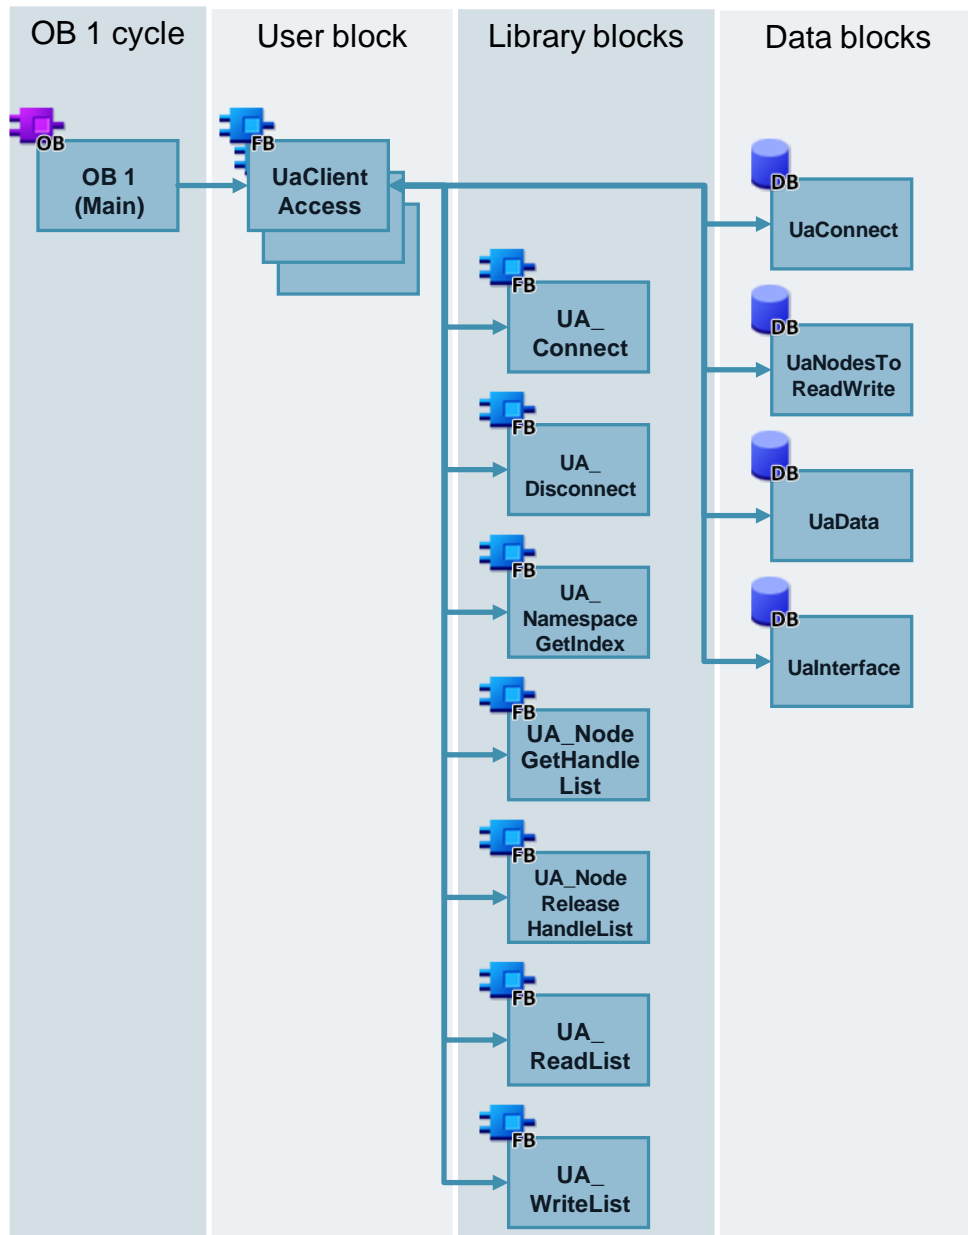 OB 1 cycle
User block
Library blocks
Data blocks
OB
OB 1
(Main)
FB
UaClient
Access
FB
UA_
Connect
FB
UA_
Disconnect
FB
UA_
Namespace
GetIndex
FB
UA_Node
GetHandle
List
FB
UA_Node
Release
HandleList
FB
UA_
ReadList
FB
UA_
WriteList
DB
UaConnect
DB
UaNodesTo
ReadWrite
DB
UaData
DB
UaInterface